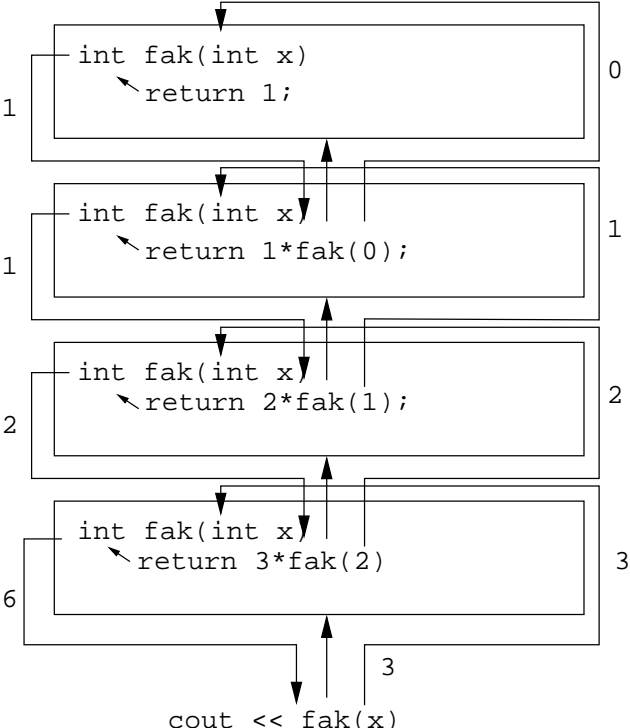 int fak(int x)
0
return 1;
1
int fak(int x)
1
return 1*fak(0);
1
int fak(int x)
2
return 2*fak(1);
2
int fak(int x)
return 3*fak(2)
3
6
3
cout << fak(x)